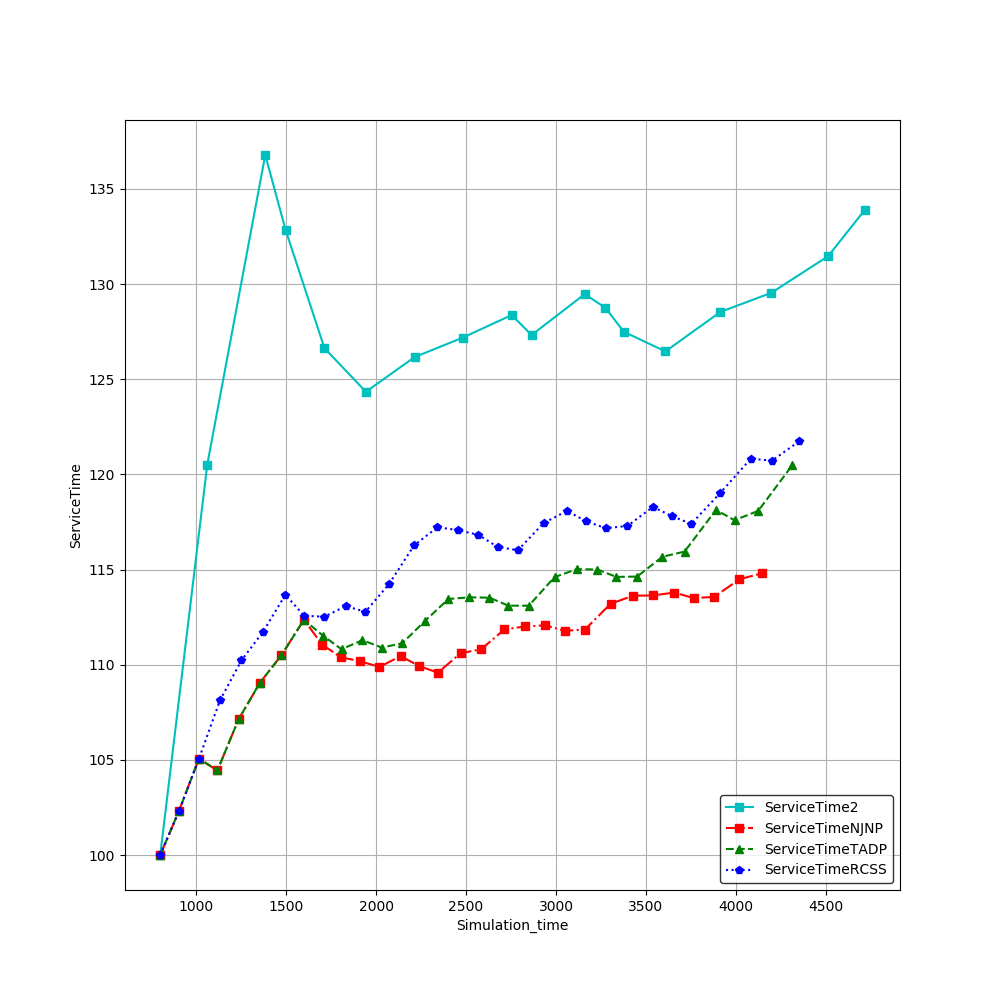 135
130
125
120
115
110
105
100
ServiceTime
1000 1500 2000 2500 3000 3500 4000 4500
Simulation_time
ServiceTime2
ServiceTimeNJNP
ServiceTimeTADP
ServiceTimeRCSS